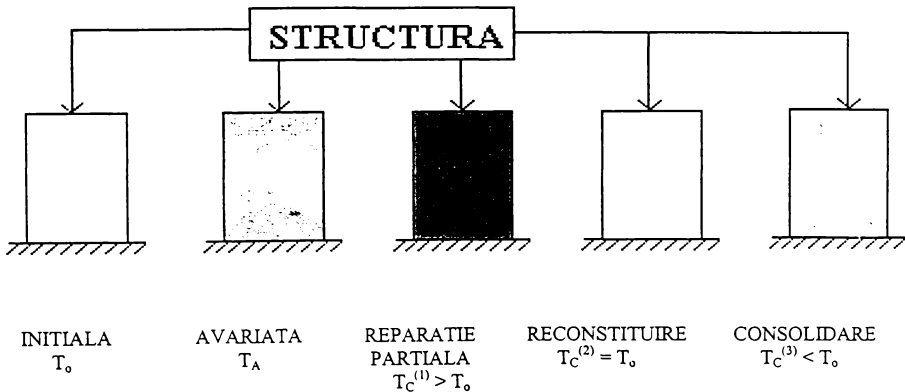 STRUCTURA
INITIALA
T₀
AVARIATA
T_A
REPARATIE
PARTIALA
T_C⁽¹⁾ > T₀
RECONSTITUIRE
T_C⁽²⁾ = T₀
CONSOLIDARE
T_C⁽³⁾ < T₀